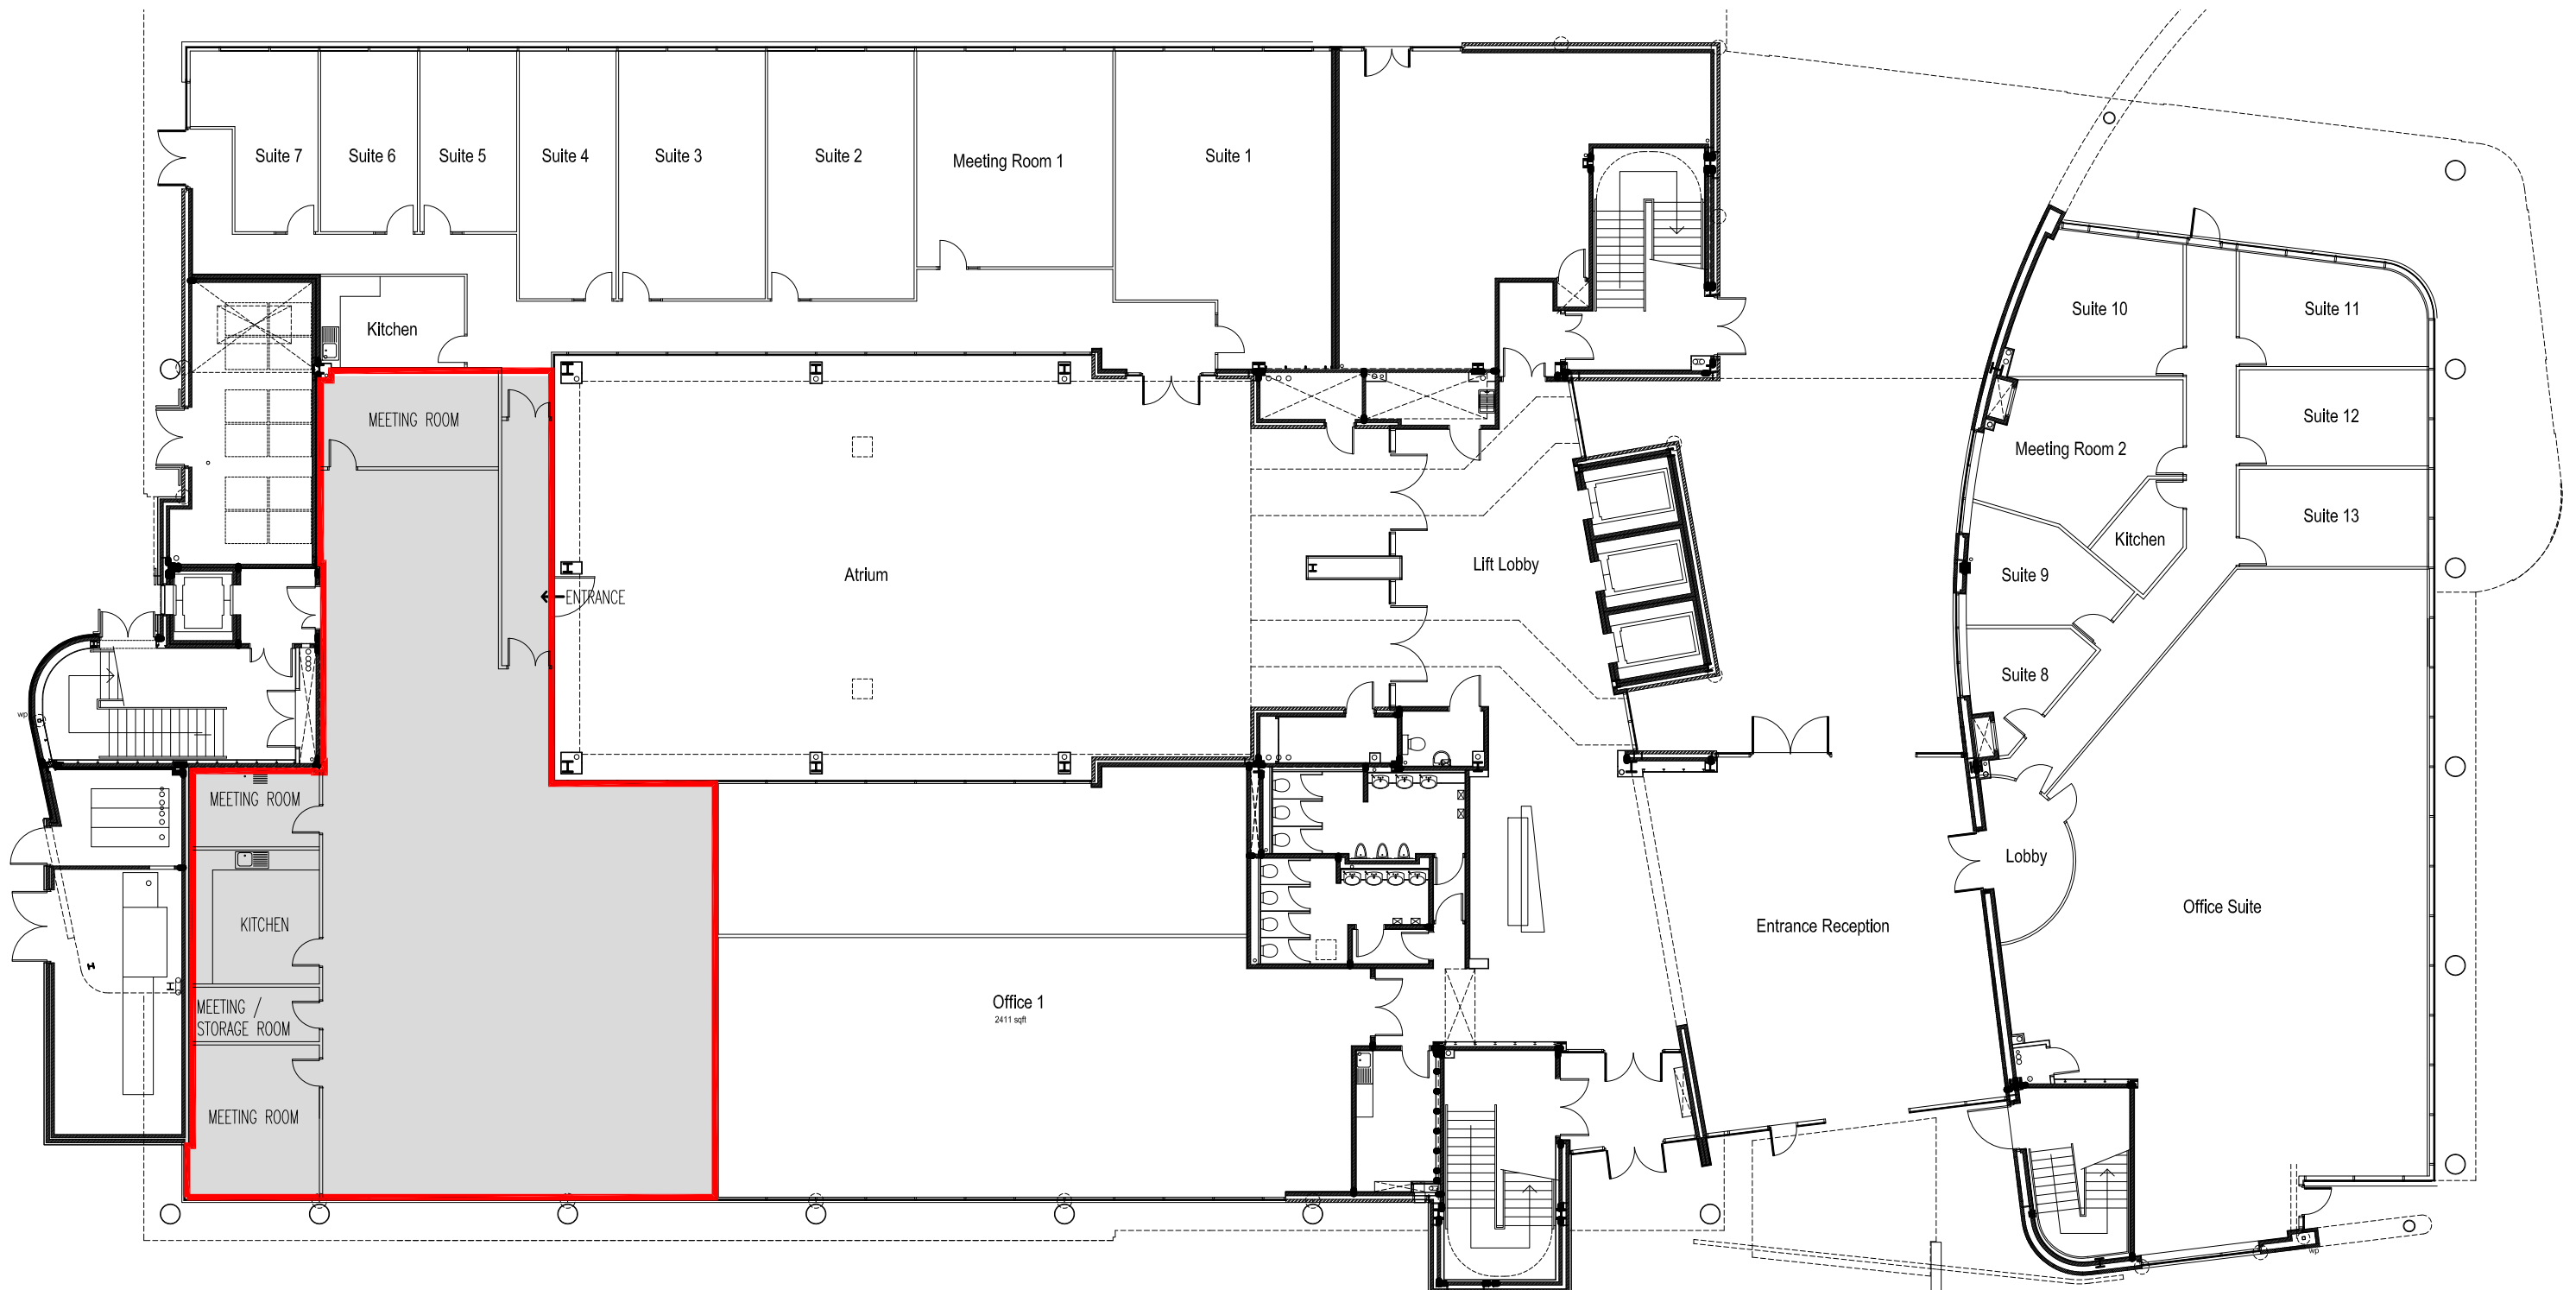 Suite 7
Suite 6
Suite 5
Suite 4
Suite 3
Suite 2
Meeting Room 1
Suite 1
Kitchen
Suite 10
Suite 11
MEETING ROOM
Suite 12
Meeting Room 2
Suite 13
Kitchen
Lift Lobby
Atrium
Suite 9
ENTRANCE
Suite 8
wp
MEETING ROOM
Lobby
KITCHEN
Entrance Reception
Office Suite
MEETING /
STORAGE ROOM
Office 1
2411 sqft
MEETING ROOM
wp